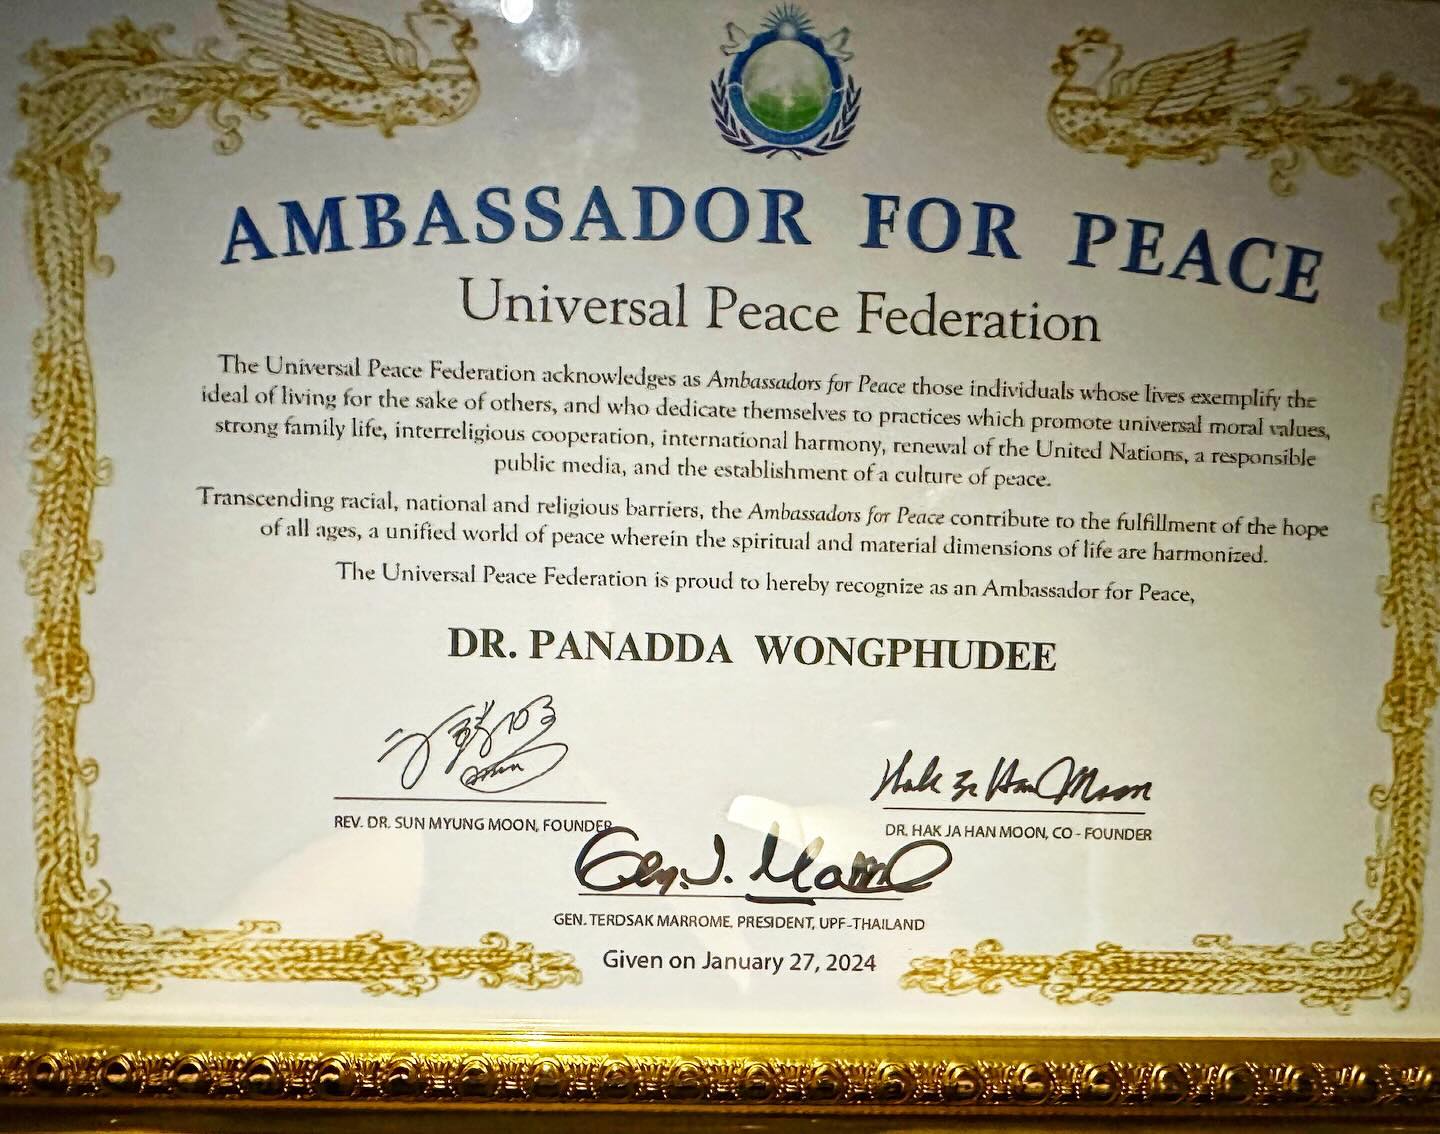 AMBASSADOR FOR PEACE
Universal Peace Federation
The Universal Peace Federation acknowledges as Ambassadors for Peace those individuals whose lives exemplify the
ideal of living for the sake of others, and who dedicate themselves to practices which promote universal moral values,
strong family life, interreligious cooperation, international harmony, renewal of the United Nations, a responsible
public media, and the establishment of a culture of peace.
Transcending racial, national and religious barriers, the Ambassadors for Peace contribute to the fulfillment of the hope
of all ages, a unified world of peace wherein the spiritual and material dimensions of life are harmonized.
The Universal Peace Federation is proud to hereby recognize as an Ambassador for Peace,
DR. PANADDA WONGPHUDEE
Hak Ja Han Moon
REV. DR. SUN MYUNG MOON, FOUNDER
DR. HAK JA HAN MOON, CO - FOUNDER
GEN. TERDSAK MARROME, PRESIDENT, UPF-THAILAND
Given on January 27, 2024